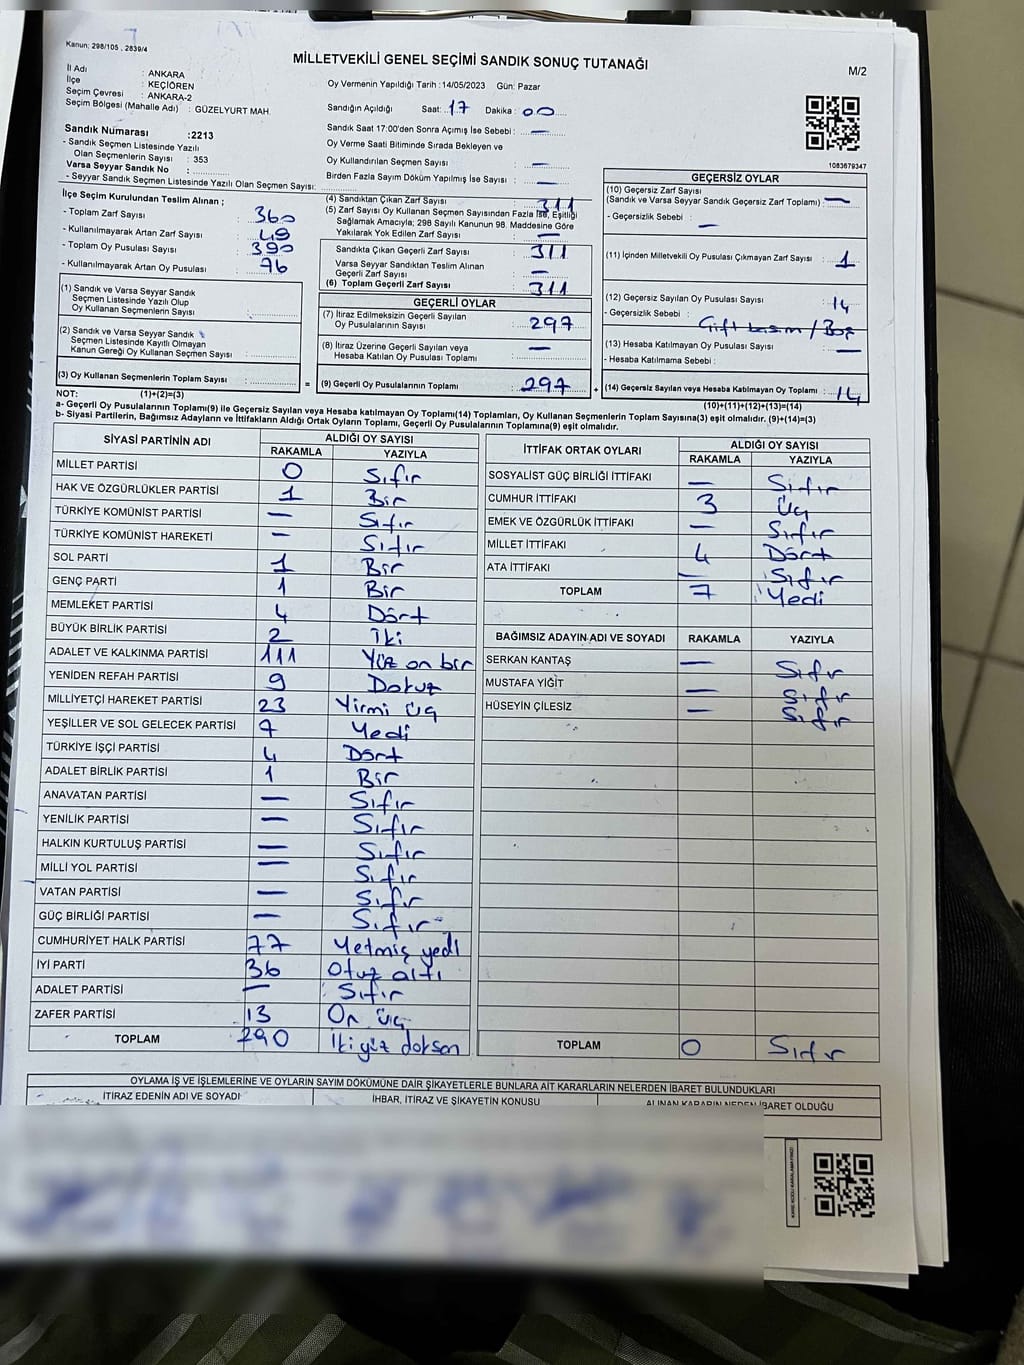 Kanun: 298/105 , 2839/4
MİLLETVEKİLİ GENEL SEÇİMİ SANDIK SONUÇ TUTANAĞI
M/2
İl Adı : ANKARA
İlçe : KEÇİÖREN
Seçim Çevresi : ANKARA-2
Seçim Bölgesi (Mahalle Adı) : GÜZELYURT MAH.
Sandık Numarası :2213
- Sandık Seçmen Listesinde Yazılı
Olan Seçmenlerin Sayısı : 353
Varsa Seyyar Sandık No :
- Seyyar Sandık Seçmen Listesinde Yazılı Olan Seçmen Sayısı:
Oy Vermenin Yapıldığı Tarih : 14/05/2023 Gün: Pazar
Sandığın Açıldığı Saat: 17 Dakika : 00
Sandık Saat 17:00'den Sonra Açımış İse Sebebi : —
Oy Verme Saati Bitiminde Sırada Bekleyen ve
Oy Kullandırılan Seçmen Sayısı : —
Birden Fazla Sayım Döküm Yapılmış İse Sayısı : —
1083679347
İlçe Seçim Kurulundan Teslim Alınan ;
- Toplam Zarf Sayısı : 360
- Kullanılmayarak Artan Zarf Sayısı : 49
- Toplam Oy Pusulası Sayısı : 390
- Kullanılmayarak Artan Oy Pusulası : 76
(1) Sandık ve Varsa Seyyar Sandık
Seçmen Listesinde Yazılı Olup
Oy Kullanan Seçmenlerin Sayısı :
(2) Sandık ve Varsa Seyyar Sandık
Seçmen Listesinde Kayıtlı Olmayan
Kanun Gereği Oy Kullanan Seçmen Sayısı :
(3) Oy Kullanan Seçmenlerin Toplam Sayısı :
(1)+(2)=(3)
(4) Sandıktan Çıkan Zarf Sayısı : 311
(5) Zarf Sayısı Oy Kullanan Seçmen Sayısından Fazla İse, Eşitliği
Sağlamak Amacıyla; 298 Sayılı Kanunun 98. Maddesine Göre
Yakılarak Yok Edilen Zarf Sayısı : —
Sandıkta Çıkan Geçerli Zarf Sayısı : 311
Varsa Seyyar Sandıktan Teslim Alınan
Geçerli Zarf Sayısı : —
(6) Toplam Geçerli Zarf Sayısı : 311
GEÇERLİ OYLAR
(7) İtiraz Edilmeksizin Geçerli Sayılan
Oy Pusulalarının Sayısı : 297
(8) İtiraz Üzerine Geçerli Sayılan veya
Hesaba Katılan Oy Pusulası Toplamı : —
= (9) Geçerli Oy Pusulalarının Toplamı : 297
GEÇERSİZ OYLAR
(10) Geçersiz Zarf Sayısı
(Sandık ve Varsa Seyyar Sandık Geçersiz Zarf Toplamı) : —
- Geçersizlik Sebebi : —
(11) İçinden Milletvekili Oy Pusulası Çıkmayan Zarf Sayısı : 1
(12) Geçersiz Sayılan Oy Pusulası Sayısı : 14
- Geçersizlik Sebebi : Çift basım / Boş
(13) Hesaba Katılmayan Oy Pusulası Sayısı : —
- Hesaba Katılmama Sebebi :
+ (14) Geçersiz Sayılan veya Hesaba Katılmayan Oy Toplamı : 14
(10)+(11)+(12)+(13)=(14)
NOT:
a- Geçerli Oy Pusulalarının Toplamı(9) ile Geçersiz Sayılan veya Hesaba katılmayan Oy Toplamı(14) Toplamları, Oy Kullanan Seçmenlerin Toplam Sayısına(3) eşit olmalıdır. (9)+(14)=(3)
b- Siyasi Partilerin, Bağımsız Adayların ve İttifakların Aldığı Ortak Oyların Toplamı, Geçerli Oy Pusulalarının Toplamına(9) eşit olmalıdır.
SİYASİ PARTİNİN ADI ALDIĞI OY SAYISI
RAKAMLA YAZIYLA
MİLLET PARTİSİ 0 Sıfır
HAK VE ÖZGÜRLÜKLER PARTİSİ 1 Bir
TÜRKİYE KOMÜNİST PARTİSİ — Sıfır
TÜRKİYE KOMÜNİST HAREKETİ — Sıfır
SOL PARTİ 1 Bir
GENÇ PARTİ 1 Bir
MEMLEKET PARTİSİ 4 Dört
BÜYÜK BİRLİK PARTİSİ 2 İki
ADALET VE KALKINMA PARTİSİ 111 Yüz on bir
YENİDEN REFAH PARTİSİ 9 Dokuz
MİLLİYETÇİ HAREKET PARTİSİ 23 Yirmi üç
YEŞİLLER VE SOL GELECEK PARTİSİ 7 Yedi
TÜRKİYE İŞÇİ PARTİSİ 4 Dört
ADALET BİRLİK PARTİSİ 1 Bir
ANAVATAN PARTİSİ — Sıfır
YENİLİK PARTİSİ — Sıfır
HALKIN KURTULUŞ PARTİSİ — Sıfır
MİLLİ YOL PARTİSİ — Sıfır
VATAN PARTİSİ — Sıfır
GÜÇ BİRLİĞİ PARTİSİ — Sıfır
CUMHURİYET HALK PARTİSİ 77 Yetmiş yedi
İYİ PARTİ 36 Otuz altı
ADALET PARTİSİ — Sıfır
ZAFER PARTİSİ 13 On üç
TOPLAM 290 İki yüz doksan
İTTİFAK ORTAK OYLARI ALDIĞI OY SAYISI
RAKAMLA YAZIYLA
SOSYALİST GÜÇ BİRLİĞİ İTTİFAKI — Sıfır
CUMHUR İTTİFAKI 3 Üç
EMEK VE ÖZGÜRLÜK İTTİFAKI — Sıfır
MİLLET İTTİFAKI 4 Dört
ATA İTTİFAKI — Sıfır
TOPLAM 7 Yedi
BAĞIMSIZ ADAYIN ADI VE SOYADI RAKAMLA YAZIYLA
SERKAN KANTAŞ — Sıfır
MUSTAFA YİĞİT — Sıfır
HÜSEYİN ÇİLESİZ — Sıfır
TOPLAM 0 Sıfır
OYLAMA İŞ VE İŞLEMLERİNE VE OYLARIN SAYIM DÖKÜMÜNE DAİR ŞİKAYETLERLE BUNLARA AİT KARARLARIN NELERDEN İBARET BULUNDUKLARI
İTİRAZ EDENİN ADI VE SOYADI İHBAR, İTİRAZ VE ŞİKAYETİN KONUSU ALINAN KARARIN NEDEN İBARET OLDUĞU